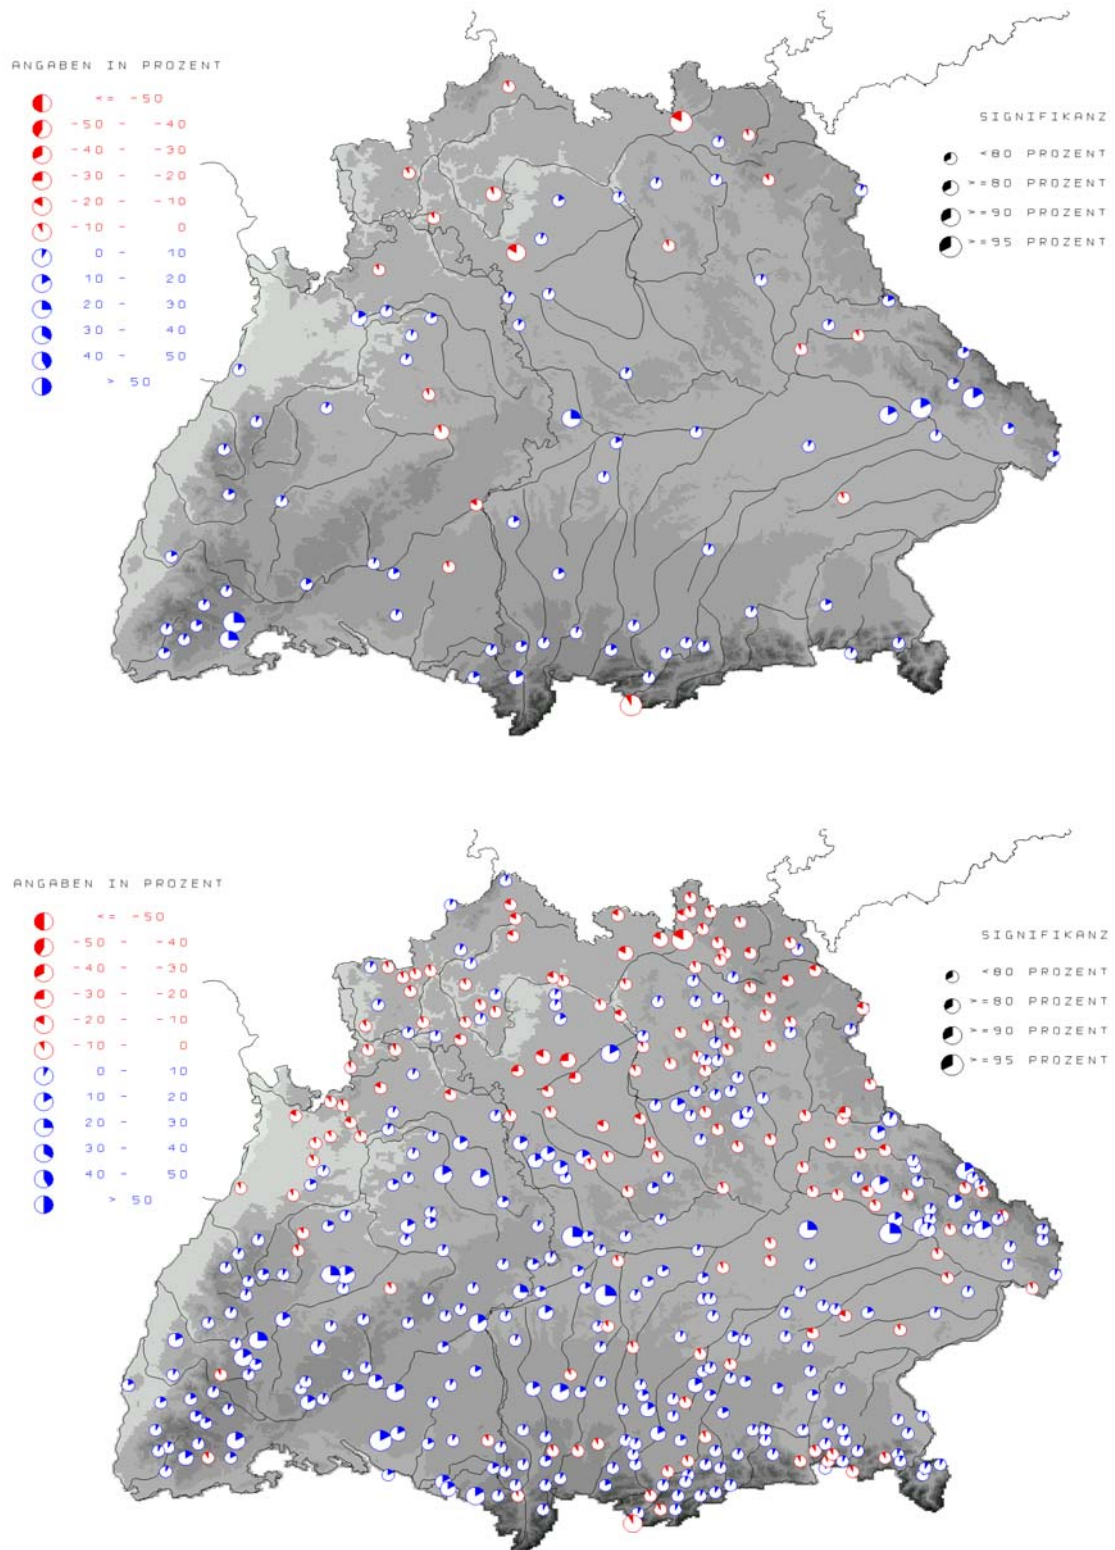 ANGABEN IN PROZENT
<= -50
-50 - -40
-40 - -30
-30 - -20
-20 - -10
-10 - 0
0 - 10
10 - 20
20 - 30
30 - 40
40 - 50
> 50
SIGNIFIKANZ
<80 PROZENT
>=80 PROZENT
>=90 PROZENT
>=95 PROZENT
ANGABEN IN PROZENT
<= -50
-50 - -40
-40 - -30
-30 - -20
-20 - -10
-10 - 0
0 - 10
10 - 20
20 - 30
30 - 40
40 - 50
> 50
SIGNIFIKANZ
<80 PROZENT
>=80 PROZENT
>=90 PROZENT
>=95 PROZENT